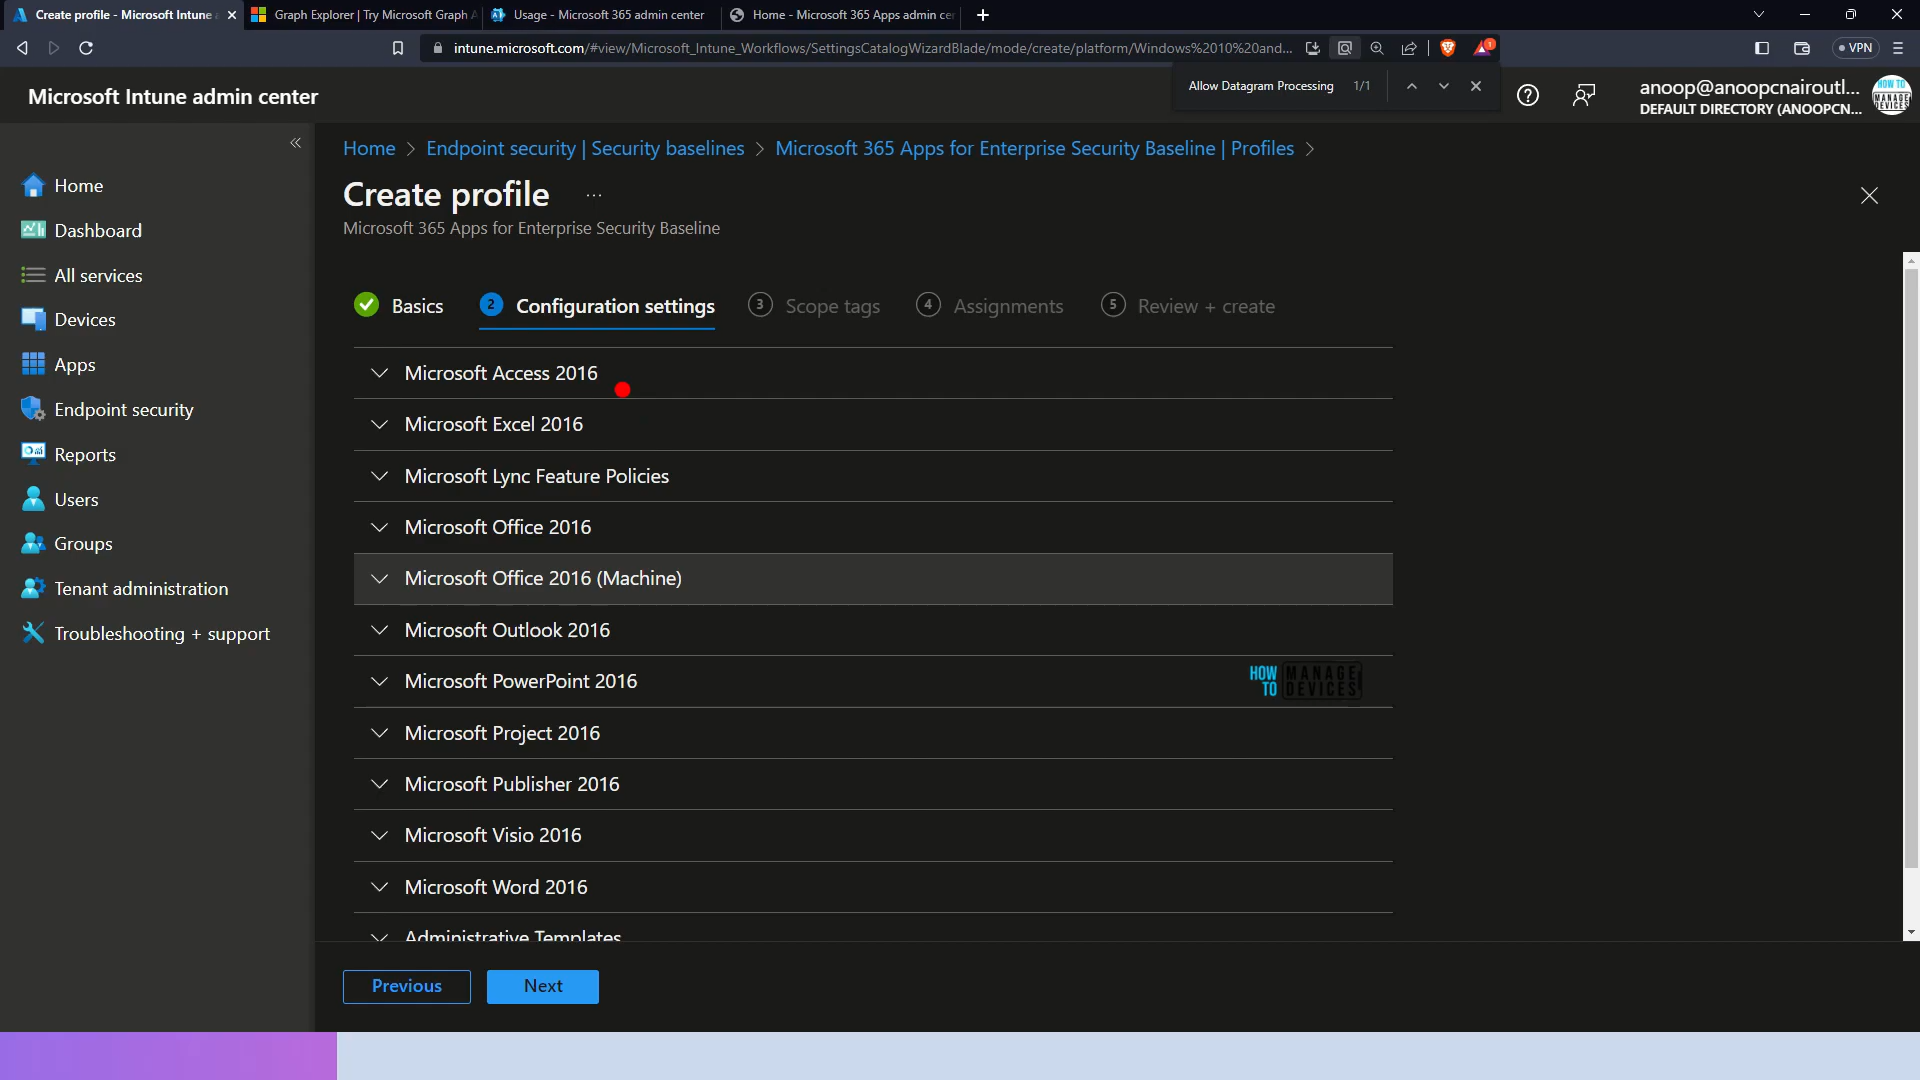 Create profile - Microsoft Intune
Graph Explorer | Try Microsoft Graph A
Usage - Microsoft 365 admin center
Home - Microsoft 365 Apps admin cen
intune.microsoft.com/#view/Microsoft_Intune_Workflows/SettingsCatalogWizardBlade/mode/create/platform/Windows%2010%20and...
1
VPN
Microsoft Intune admin center
Allow Datagram Processing 1/1
anoop@anoopcnairoutl...
DEFAULT DIRECTORY (ANOOPCN...
HOW TO
MANAGE
DEVICES
Home > Endpoint security | Security baselines > Microsoft 365 Apps for Enterprise Security Baseline | Profiles >
Create profile ...
Microsoft 365 Apps for Enterprise Security Baseline
Home
Dashboard
All services
Devices
Apps
Endpoint security
Reports
Users
Groups
Tenant administration
Troubleshooting + support
Basics
2 Configuration settings
3 Scope tags
4 Assignments
5 Review + create
Microsoft Access 2016
Microsoft Excel 2016
Microsoft Lync Feature Policies
Microsoft Office 2016
Microsoft Office 2016 (Machine)
Microsoft Outlook 2016
Microsoft PowerPoint 2016
HOW TO
MANAGE
DEVICES
Microsoft Project 2016
Microsoft Publisher 2016
Microsoft Visio 2016
Microsoft Word 2016
Administrative Templates
Previous
Next